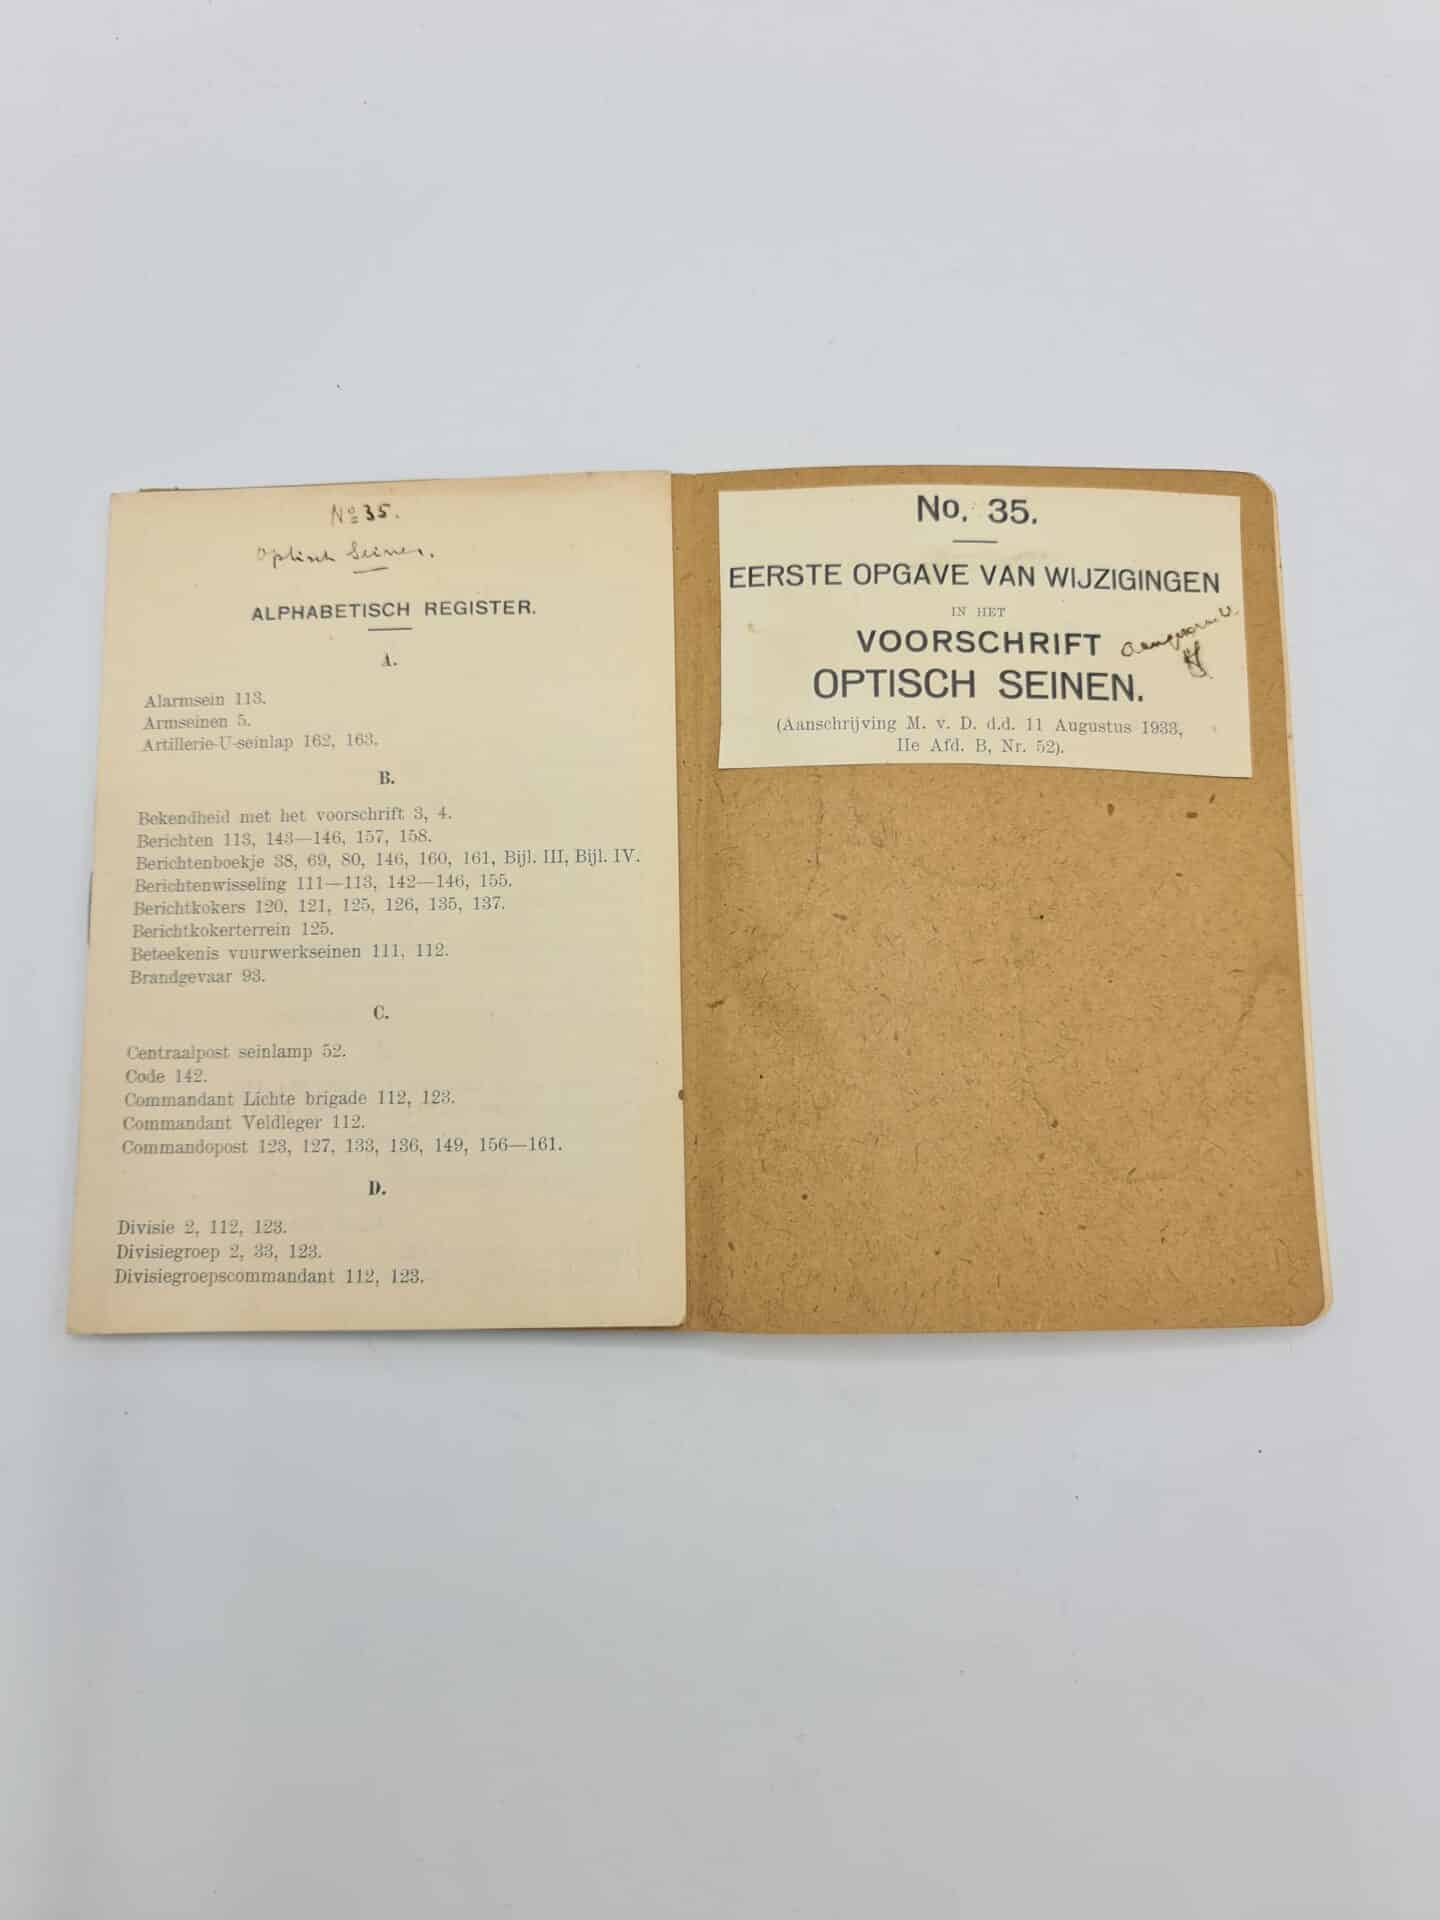 No 35.
Optisch Seinen.
ALPHABETISCH REGISTER.
A.
Alarmsein 113.
Armseinen 5.
Artillerie-U-seinlap 162, 163.
B.
Bekendheid met het voorschrift 3, 4.
Berichten 113, 143—146, 157, 158.
Berichtenboekje 38, 69, 80, 146, 160, 161, Bijl. III, Bijl. IV.
Berichtenwisseling 111—113, 142—146, 155.
Berichtkokers 120, 121, 125, 126, 135, 137.
Berichtkokerterrein 125.
Beteekenis vuurwerkseinen 111, 112.
Brandgevaar 93.
C.
Centraalpost seinlamp 52.
Code 142.
Commandant Lichte brigade 112, 123.
Commandant Veldleger 112.
Commandopost 123, 127, 133, 136, 149, 156—161.
D.
Divisie 2, 112, 123.
Divisiegroep 2, 33, 123.
Divisiegroepscommandant 112, 123.
No. 35.
EERSTE OPGAVE VAN WIJZIGINGEN
IN HET
VOORSCHRIFT
OPTISCH SEINEN.
(Aanschrijving M. v. D. d.d. 11 Augustus 1933,
IIe Afd. B, Nr. 52).